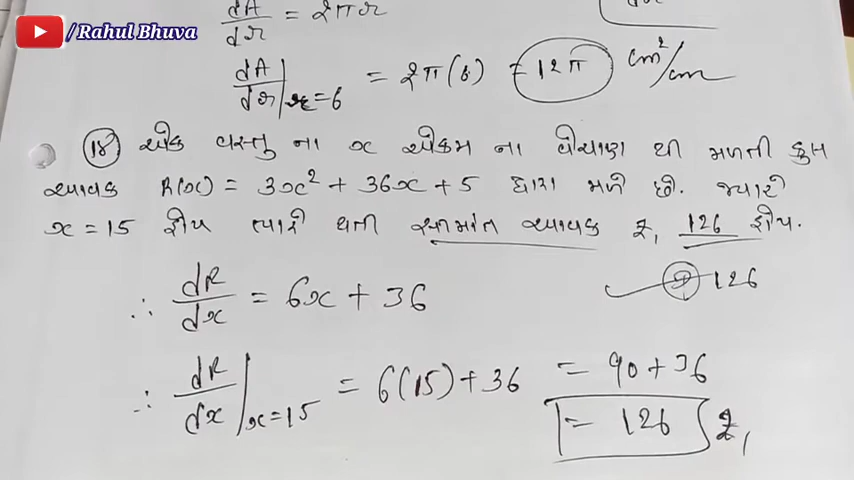 /Rahul Bhuva
dA/dr = 2πr
dA/dr | r=6 = 2π(6) = 12π cm²/cm
(18) એક વસ્તુ ના x એકમ ના વેચાણ થી મળતી કુલ
આવક R(x) = 3x² + 36x + 5 દ્વારા મળે છે. જ્યારે
x = 15 હોય ત્યારે થતી સીમાંત આવક ₹ 126 હોય.
∴ dR/dx = 6x + 36
126
∴ dR/dx | x=15 = 6(15) + 36 = 90 + 36
= 126 ₹